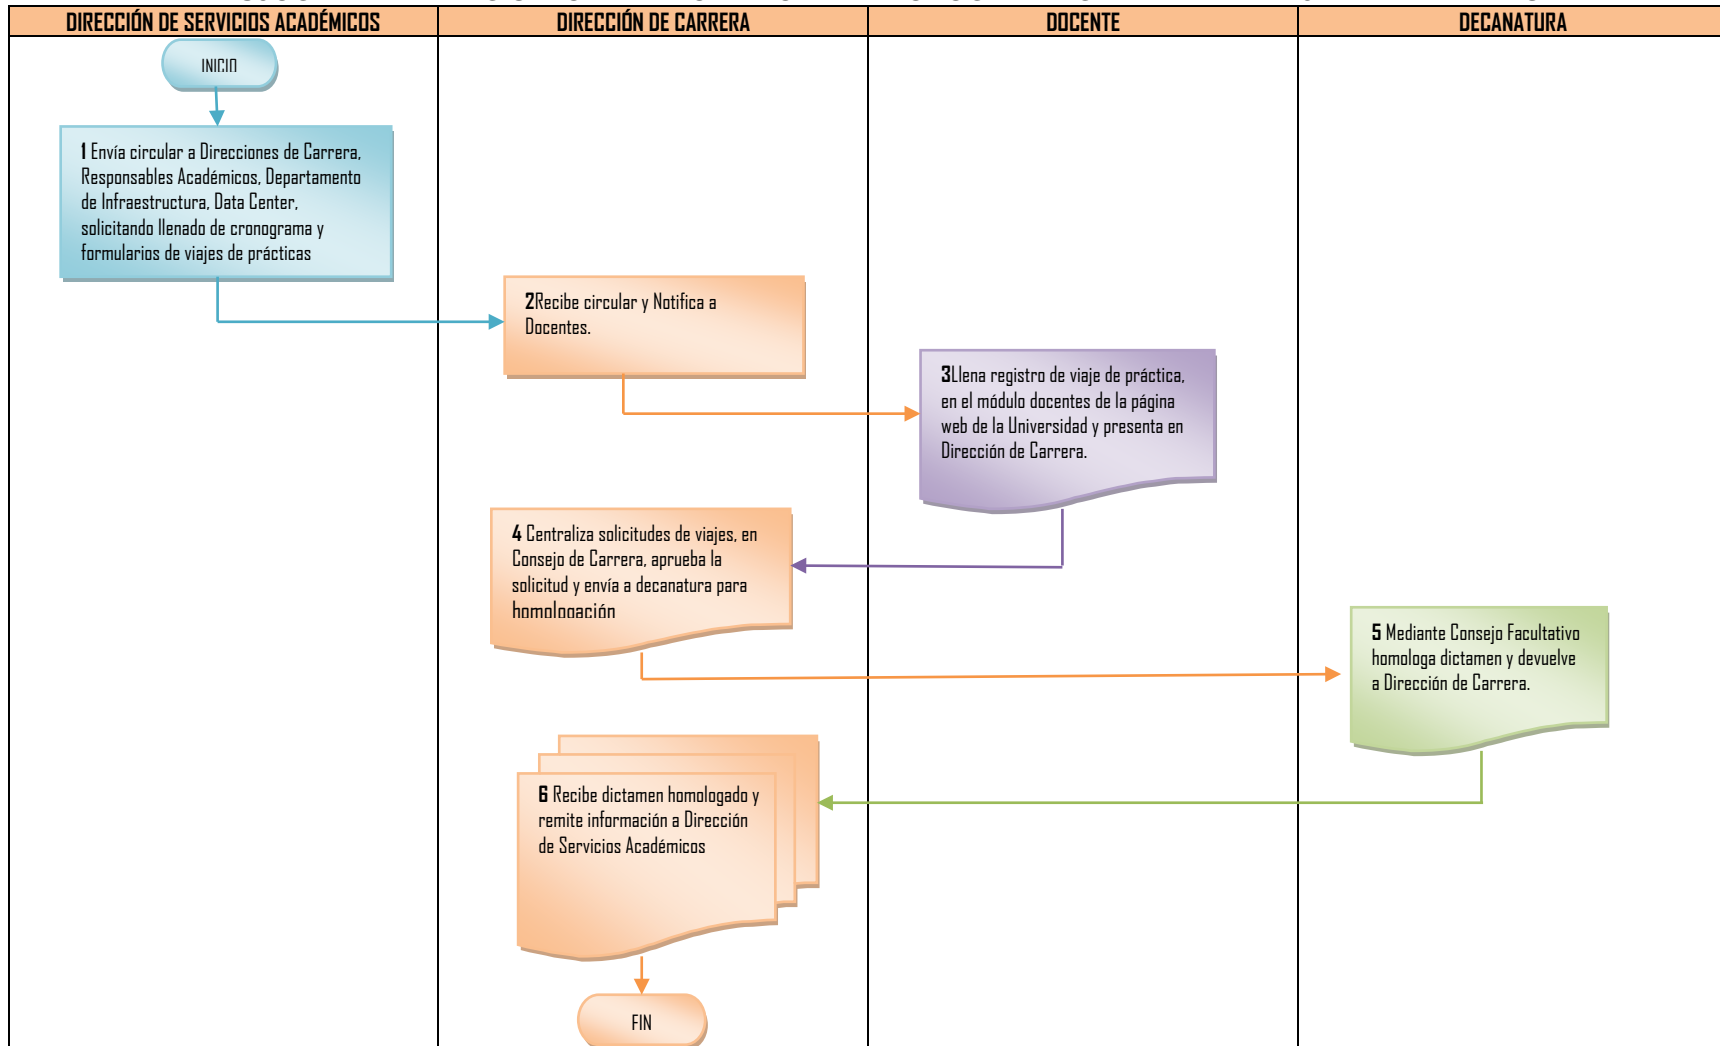 DIRECCIÓN DE SERVICIOS ACADÉMICOS
DIRECCIÓN DE CARRERA
DOCENTE
DECANATURA
INICIO
1 Envía circular a Direcciones de Carrera,
Responsables Académicos, Departamento
de Infraestructura, Data Center,
solicitando llenado de cronograma y
formularios de viajes de prácticas
2Recibe circular y Notifica a
Docentes.
3Llena registro de viaje de práctica,
en el módulo docentes de la página
web de la Universidad y presenta en
Dirección de Carrera.
4 Centraliza solicitudes de viajes, en
Consejo de Carrera, aprueba la
solicitud y envía a decanatura para
homologación
5 Mediante Consejo Facultativo
homologa dictamen y devuelve
a Dirección de Carrera.
6 Recibe dictamen homologado y
remite información a Dirección
de Servicios Académicos
FIN